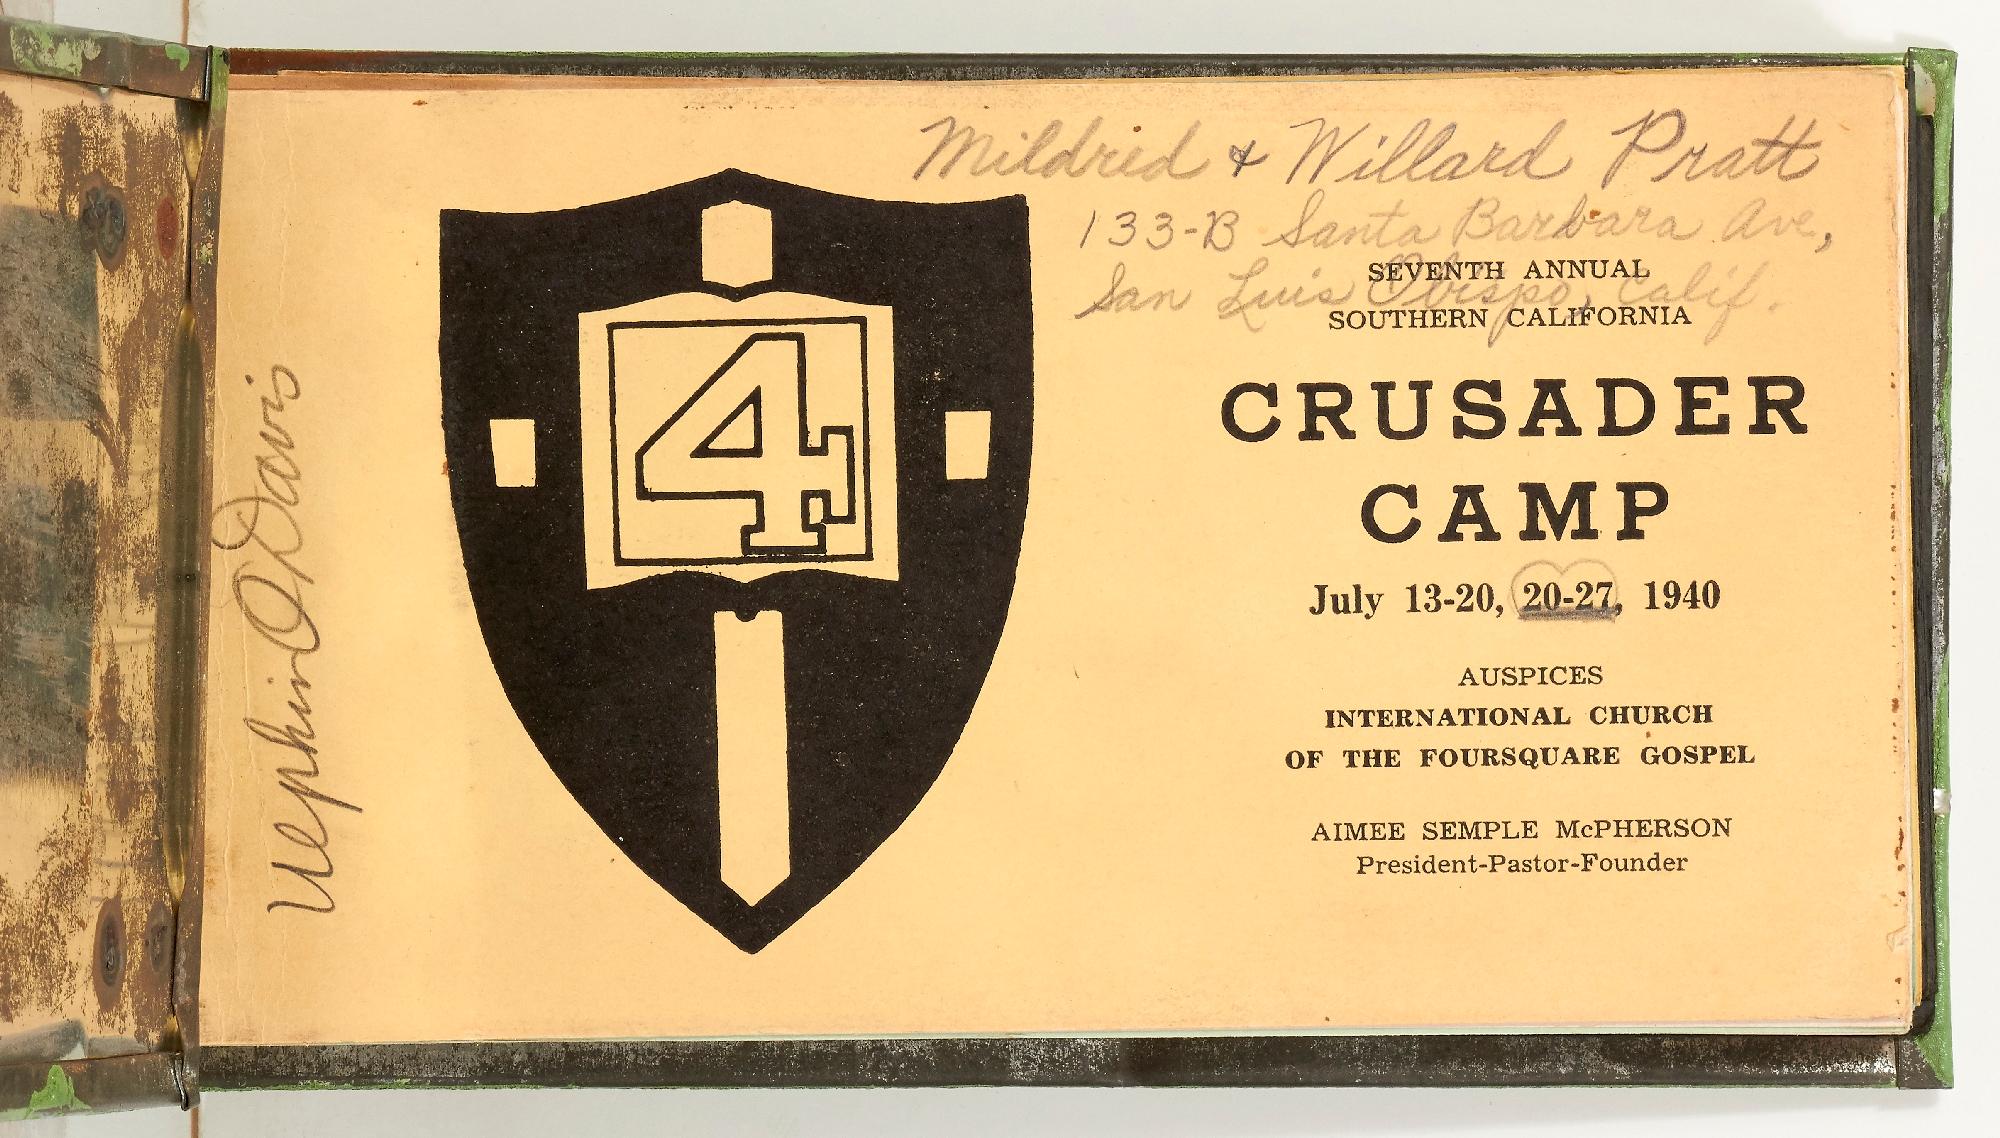 Mildred & Willard Pratt
133-B Santa Barbara Ave.,
San Luis Obispo, Calif.
SEVENTH ANNUAL
SOUTHERN CALIFORNIA
CRUSADER
CAMP
July 13-20, 20-27, 1940
AUSPICES
INTERNATIONAL CHURCH
OF THE FOURSQUARE GOSPEL
AIMEE SEMPLE McPHERSON
President-Pastor-Founder
4
O Davis